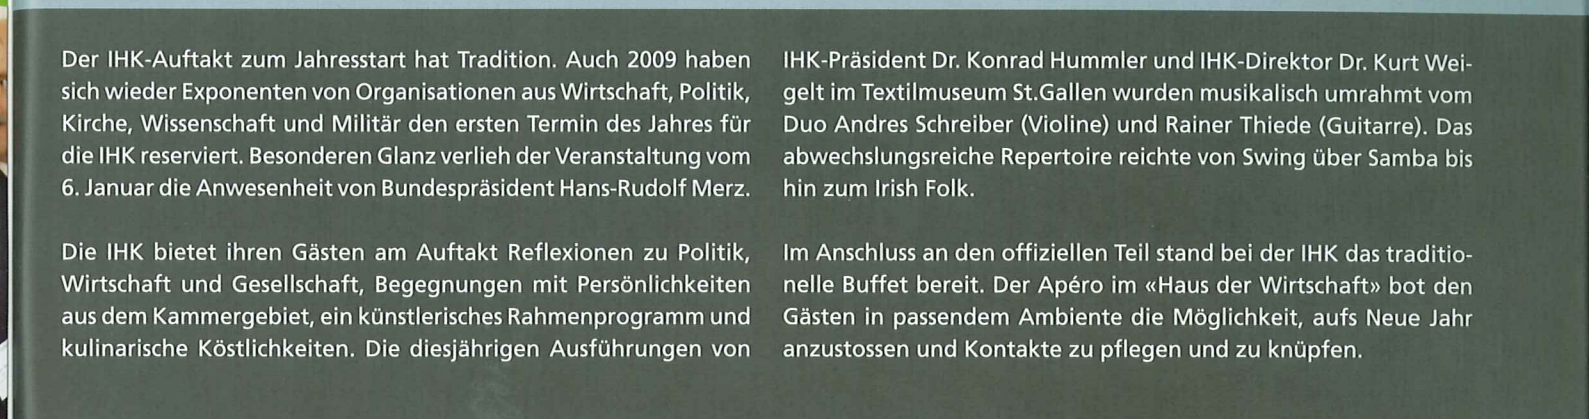 Der IHK-Auftakt zum Jahresstart hat Tradition. Auch 2009 haben
sich wieder Exponenten von Organisationen aus Wirtschaft, Politik,
Kirche, Wissenschaft und Militär den ersten Termin des Jahres für
die IHK reserviert. Besonderen Glanz verlieh der Veranstaltung vom
6. Januar die Anwesenheit von Bundespräsident Hans-Rudolf Merz.

Die IHK bietet ihren Gästen am Auftakt Reflexionen zu Politik,
Wirtschaft und Gesellschaft, Begegnungen mit Persönlichkeiten
aus dem Kammergebiet, ein künstlerisches Rahmenprogramm und
kulinarische Köstlichkeiten. Die diesjährigen Ausführungen von
IHK-Präsident Dr. Konrad Hummler und IHK-Direktor Dr. Kurt Wei-
gelt im Textilmuseum St.Gallen wurden musikalisch umrahmt vom
Duo Andres Schreiber (Violine) und Rainer Thiede (Guitarre). Das
abwechslungsreiche Repertoire reichte von Swing über Samba bis
hin zum Irish Folk.

Im Anschluss an den offiziellen Teil stand bei der IHK das traditio-
nelle Buffet bereit. Der Apéro im «Haus der Wirtschaft» bot den
Gästen in passendem Ambiente die Möglichkeit, aufs Neue Jahr
anzustossen und Kontakte zu pflegen und zu knüpfen.